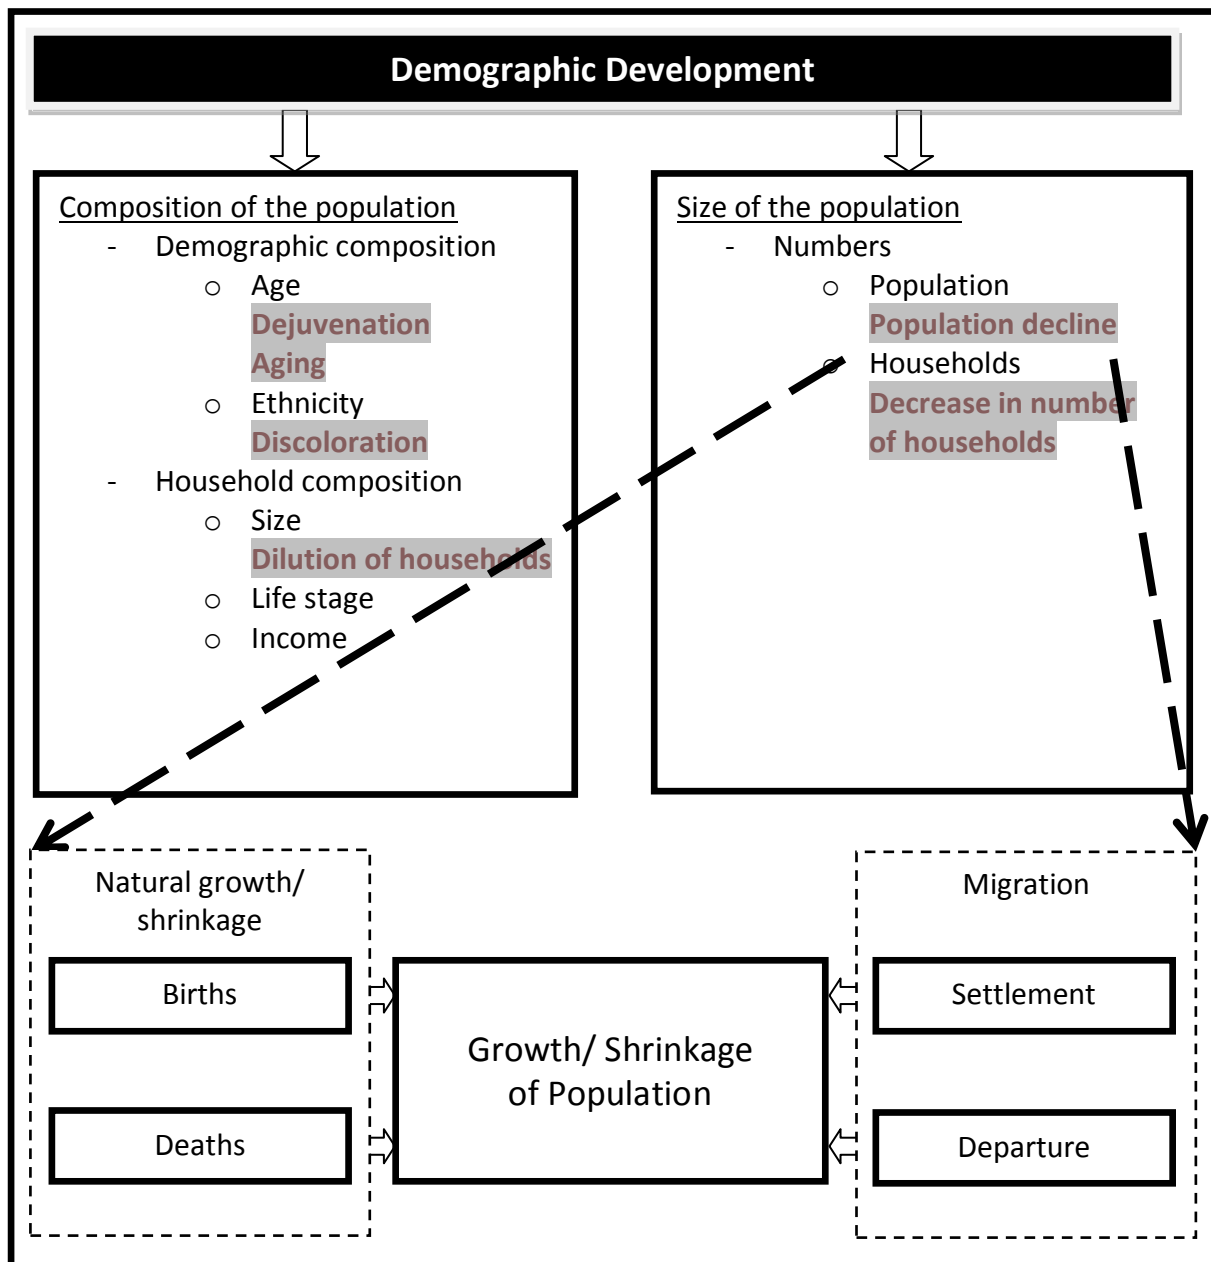 Demographic Development
Composition of the population
- Demographic composition
o Age
Dejuvenation
Aging
o Ethnicity
Discoloration
- Household composition
o Size
Dilution of households
o Life stage
o Income
Size of the population
- Numbers
o Population
Population decline
o Households
Decrease in number
of households
Natural growth/
shrinkage
Births
Deaths
Growth/ Shrinkage
of Population
Migration
Settlement
Departure